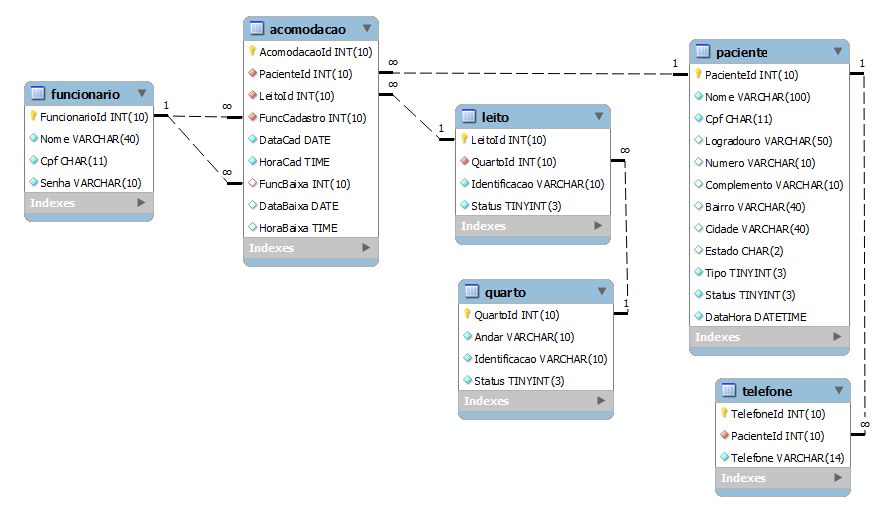 funcionario
FuncionarioId INT(10)
Nome VARCHAR(40)
Cpf CHAR(11)
Senha VARCHAR(10)
Indexes
1
∞
∞
acomodacao
AcomodacaoId INT(10)
PacienteId INT(10)
LeitoId INT(10)
FuncCadastro INT(10)
DataCad DATE
HoraCad TIME
FuncBaixa INT(10)
DataBaixa DATE
HoraBaixa TIME
Indexes
∞
∞
1
1
leito
LeitoId INT(10)
QuartoId INT(10)
Identificacao VARCHAR(10)
Status TINYINT(3)
Indexes
∞
1
quarto
QuartoId INT(10)
Andar VARCHAR(10)
Identificacao VARCHAR(10)
Status TINYINT(3)
Indexes
paciente
PacienteId INT(10)
Nome VARCHAR(100)
Cpf CHAR(11)
Logradouro VARCHAR(50)
Numero VARCHAR(10)
Complemento VARCHAR(10)
Bairro VARCHAR(40)
Cidade VARCHAR(40)
Estado CHAR(2)
Tipo TINYINT(3)
Status TINYINT(3)
DataHora DATETIME
Indexes
1
∞
telefone
TelefoneId INT(10)
PacienteId INT(10)
Telefone VARCHAR(14)
Indexes